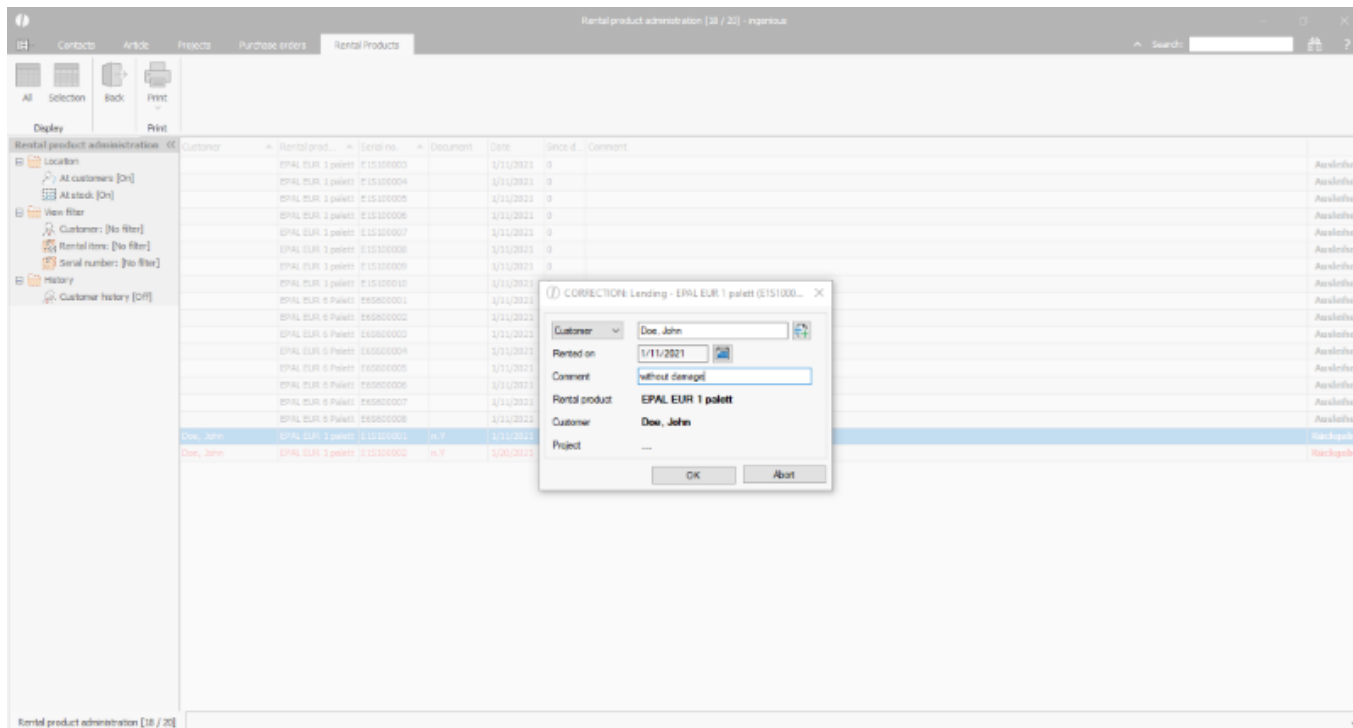 Rental product administration [18 / 20] - ingenious
Contacts Article Projects Purchase orders Rental Products Search: ?
All Selection Back Print
Display Print
Rental product administration
Location
At customers [On]
At stock [On]
View filter
Customer: [No filter]
Rental item: [No filter]
Serial number: [No filter]
History
Customer history [Off]
Customer Rental prod... Serial no. Document Date Since d... Comment
EPAL EUR 1 palett E1S100003 1/11/2021 0
EPAL EUR 1 palett E1S100004 1/11/2021 0
EPAL EUR 1 palett E1S100005 1/11/2021 0
EPAL EUR 1 palett E1S100006 1/11/2021 0
EPAL EUR 1 palett E1S100007 1/11/2021 0
EPAL EUR 1 palett E1S100008 1/11/2021 0
EPAL EUR 1 palett E1S100009 1/11/2021 0
EPAL EUR 1 palett E1S100010 1/11/2021
EPAL EUR 6 Palett E6S600001 1/11/2021
EPAL EUR 6 Palett E6S600002 1/11/2021
EPAL EUR 6 Palett E6S600003 1/11/2021
EPAL EUR 6 Palett E6S600004 1/11/2021
EPAL EUR 6 Palett E6S600005 1/11/2021
EPAL EUR 6 Palett E6S600006 1/11/2021
EPAL EUR 6 Palett E6S600007 1/11/2021
EPAL EUR 6 Palett E6S600008 1/11/2021
Doe, John EPAL EUR 1 palett E1S100001 n.Y 1/11/2021
Doe, John EPAL EUR 1 palett E1S100002 n.Y 1/20/2021
CORRECTION: Lending - EPAL EUR 1 palett (E1S1000...
Customer Doe, John
Rented on 1/11/2021
Comment without damage
Rental product EPAL EUR 1 palett
Customer Doe, John
Project ---
OK Abort
Rental product administration [18 / 20]